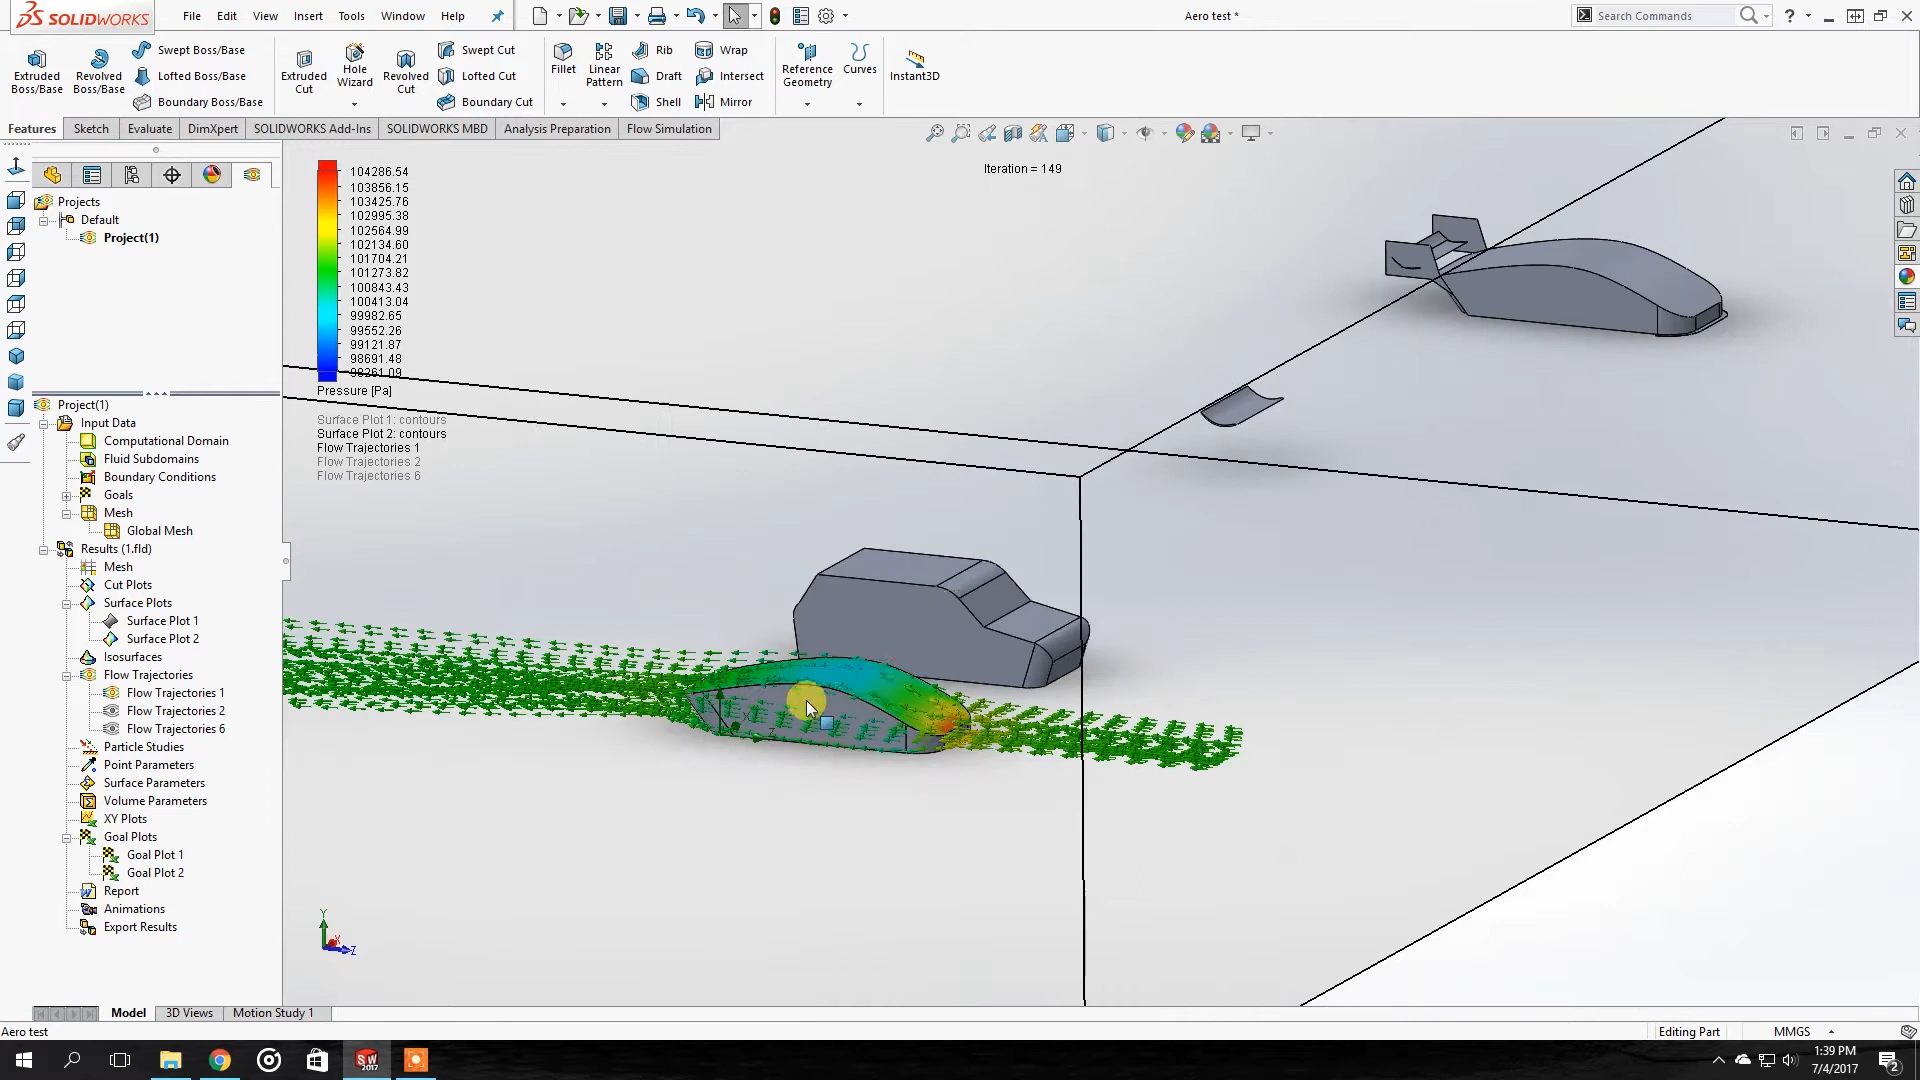 SOLIDWORKS File Edit View Insert Tools Window Help Aero test * Search Commands ?
Extruded Boss/Base
Revolved Boss/Base
Swept Boss/Base
Lofted Boss/Base
Boundary Boss/Base
Extruded Cut
Hole Wizard
Revolved Cut
Swept Cut
Lofted Cut
Boundary Cut
Fillet
Linear Pattern
Rib
Draft
Shell
Wrap
Intersect
Mirror
Reference Geometry
Curves
Instant3D
Features Sketch Evaluate DimXpert SOLIDWORKS Add-Ins SOLIDWORKS MBD Analysis Preparation Flow Simulation
Projects
Default
Project(1)
Project(1)
Input Data
Computational Domain
Fluid Subdomains
Boundary Conditions
Goals
Mesh
Global Mesh
Results (1.fld)
Mesh
Cut Plots
Surface Plots
Surface Plot 1
Surface Plot 2
Isosurfaces
Flow Trajectories
Flow Trajectories 1
Flow Trajectories 2
Flow Trajectories 6
Particle Studies
Point Parameters
Surface Parameters
Volume Parameters
XY Plots
Goal Plots
Goal Plot 1
Goal Plot 2
Report
Animations
Export Results
Iteration = 149
104286.54
103856.15
103425.76
102995.38
102564.99
102134.60
101704.21
101273.82
100843.43
100413.04
99982.65
99552.26
99121.87
98691.48
98261.09
Pressure [Pa]
Surface Plot 1: contours
Surface Plot 2: contours
Flow Trajectories 1
Flow Trajectories 2
Flow Trajectories 6
X
Z
Y
X
Z
Model 3D Views Motion Study 1
Aero test Editing Part MMGS
SW 2017
1:39 PM
7/4/2017
2